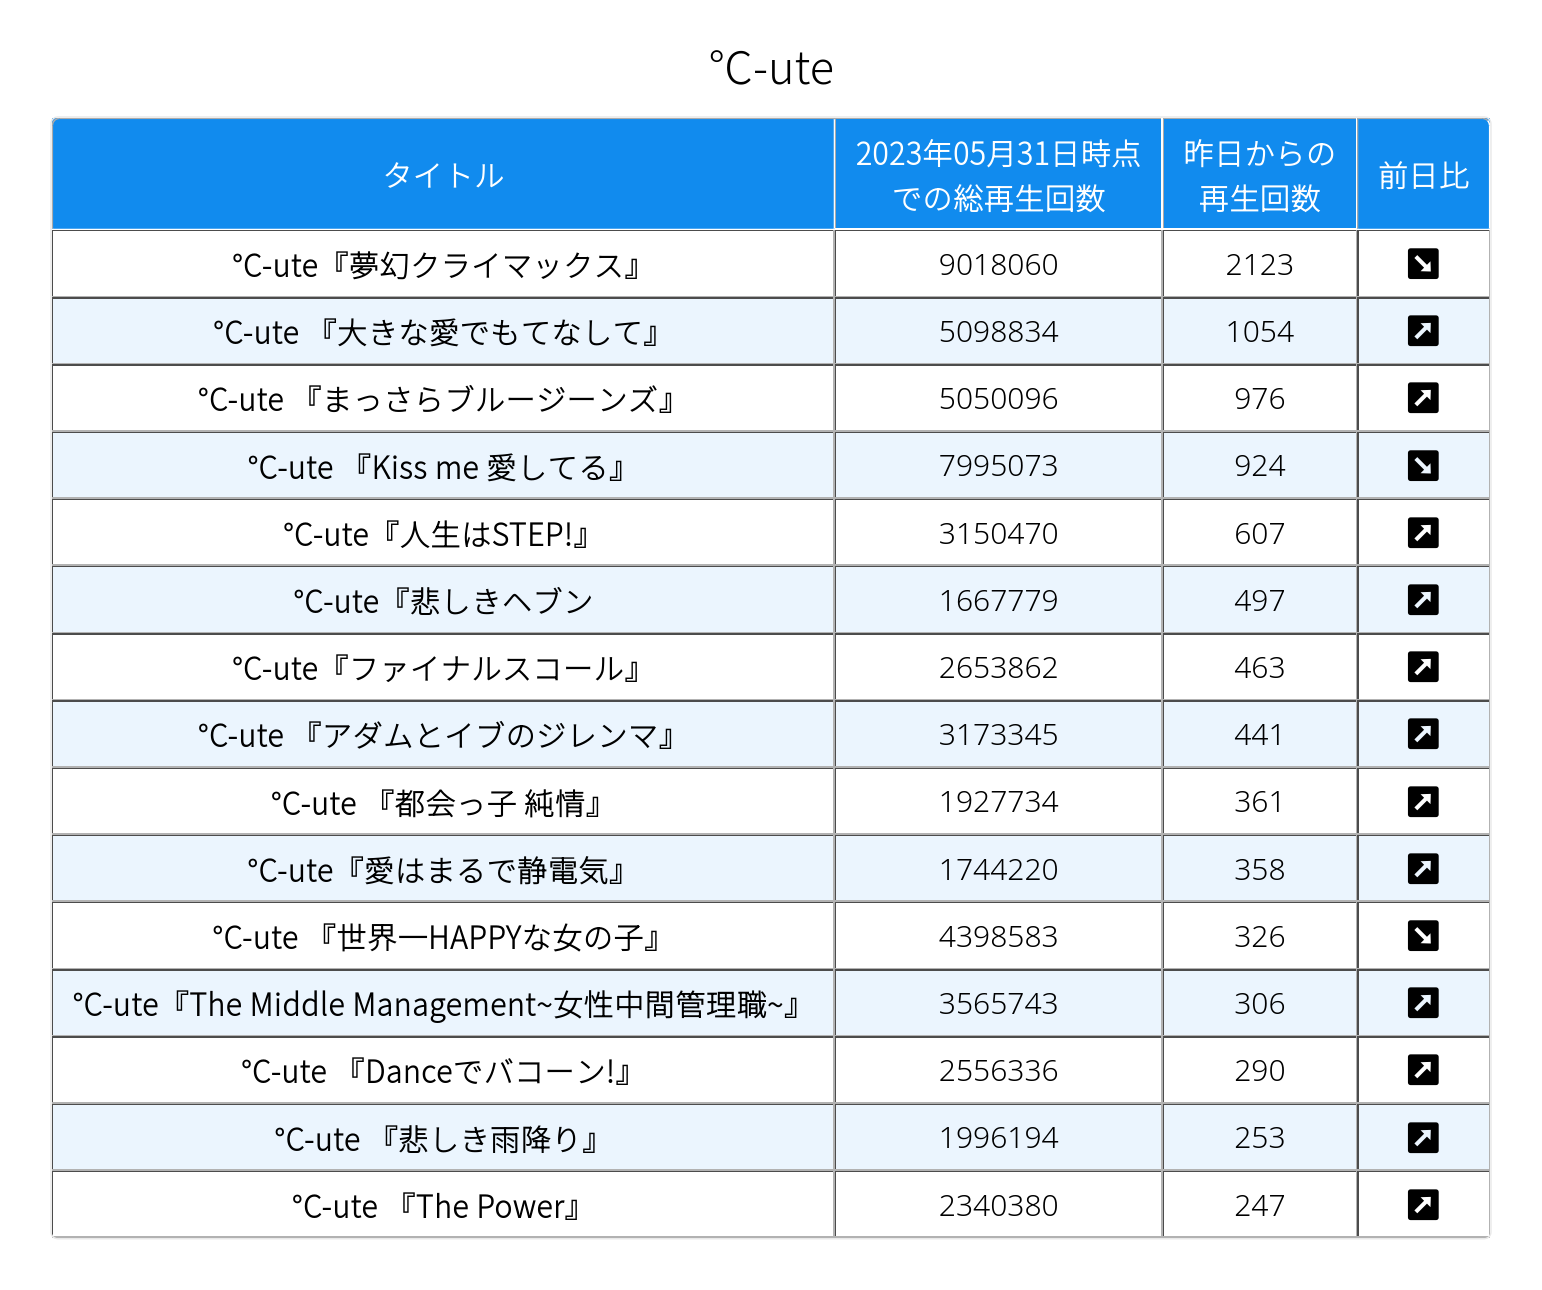 ℃-ute
タイトル
2023年05月31日時点
での総再生回数
昨日からの
再生回数
前日比
℃-ute『夢幻クライマックス』 9018060 2123
℃-ute 『大きな愛でもてなして』 5098834 1054
℃-ute 『まっさらブルージーンズ』 5050096 976
℃-ute 『Kiss me 愛してる』 7995073 924
℃-ute『人生はSTEP!』 3150470 607
℃-ute『悲しきヘブン 1667779 497
℃-ute『ファイナルスコール』 2653862 463
℃-ute 『アダムとイブのジレンマ』 3173345 441
℃-ute 『都会っ子 純情』 1927734 361
℃-ute『愛はまるで静電気』 1744220 358
℃-ute 『世界一HAPPYな女の子』 4398583 326
℃-ute『The Middle Management~女性中間管理職~』 3565743 306
℃-ute 『Danceでバコーン!』 2556336 290
℃-ute 『悲しき雨降り』 1996194 253
℃-ute 『The Power』 2340380 247